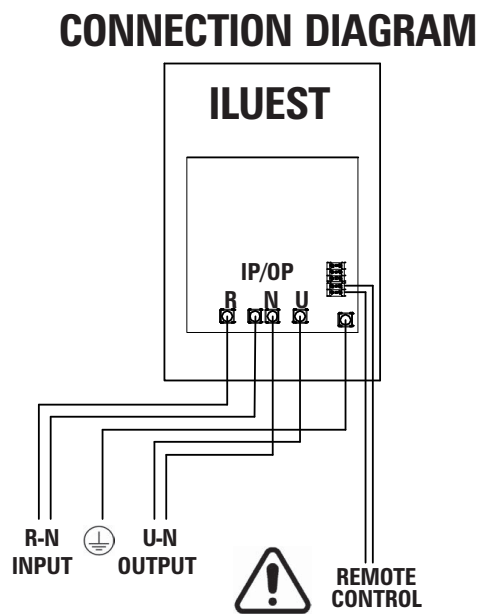 CONNECTION DIAGRAM
ILUEST
IP/OP
R N U
R-N
INPUT
U-N
OUTPUT
REMOTE
CONTROL